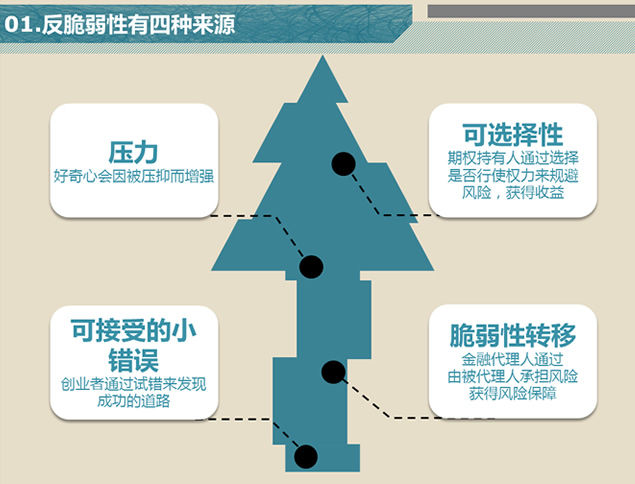 01.反脆弱性有四种来源
压力
好奇心会因被压抑而增强
可选择性
期权持有人通过选择
是否行使权力来规避
风险，获得收益
可接受的小
错误
创业者通过试错来发现
成功的道路
脆弱性转移
金融代理人通过
由被代理人承担风险
获得风险保障